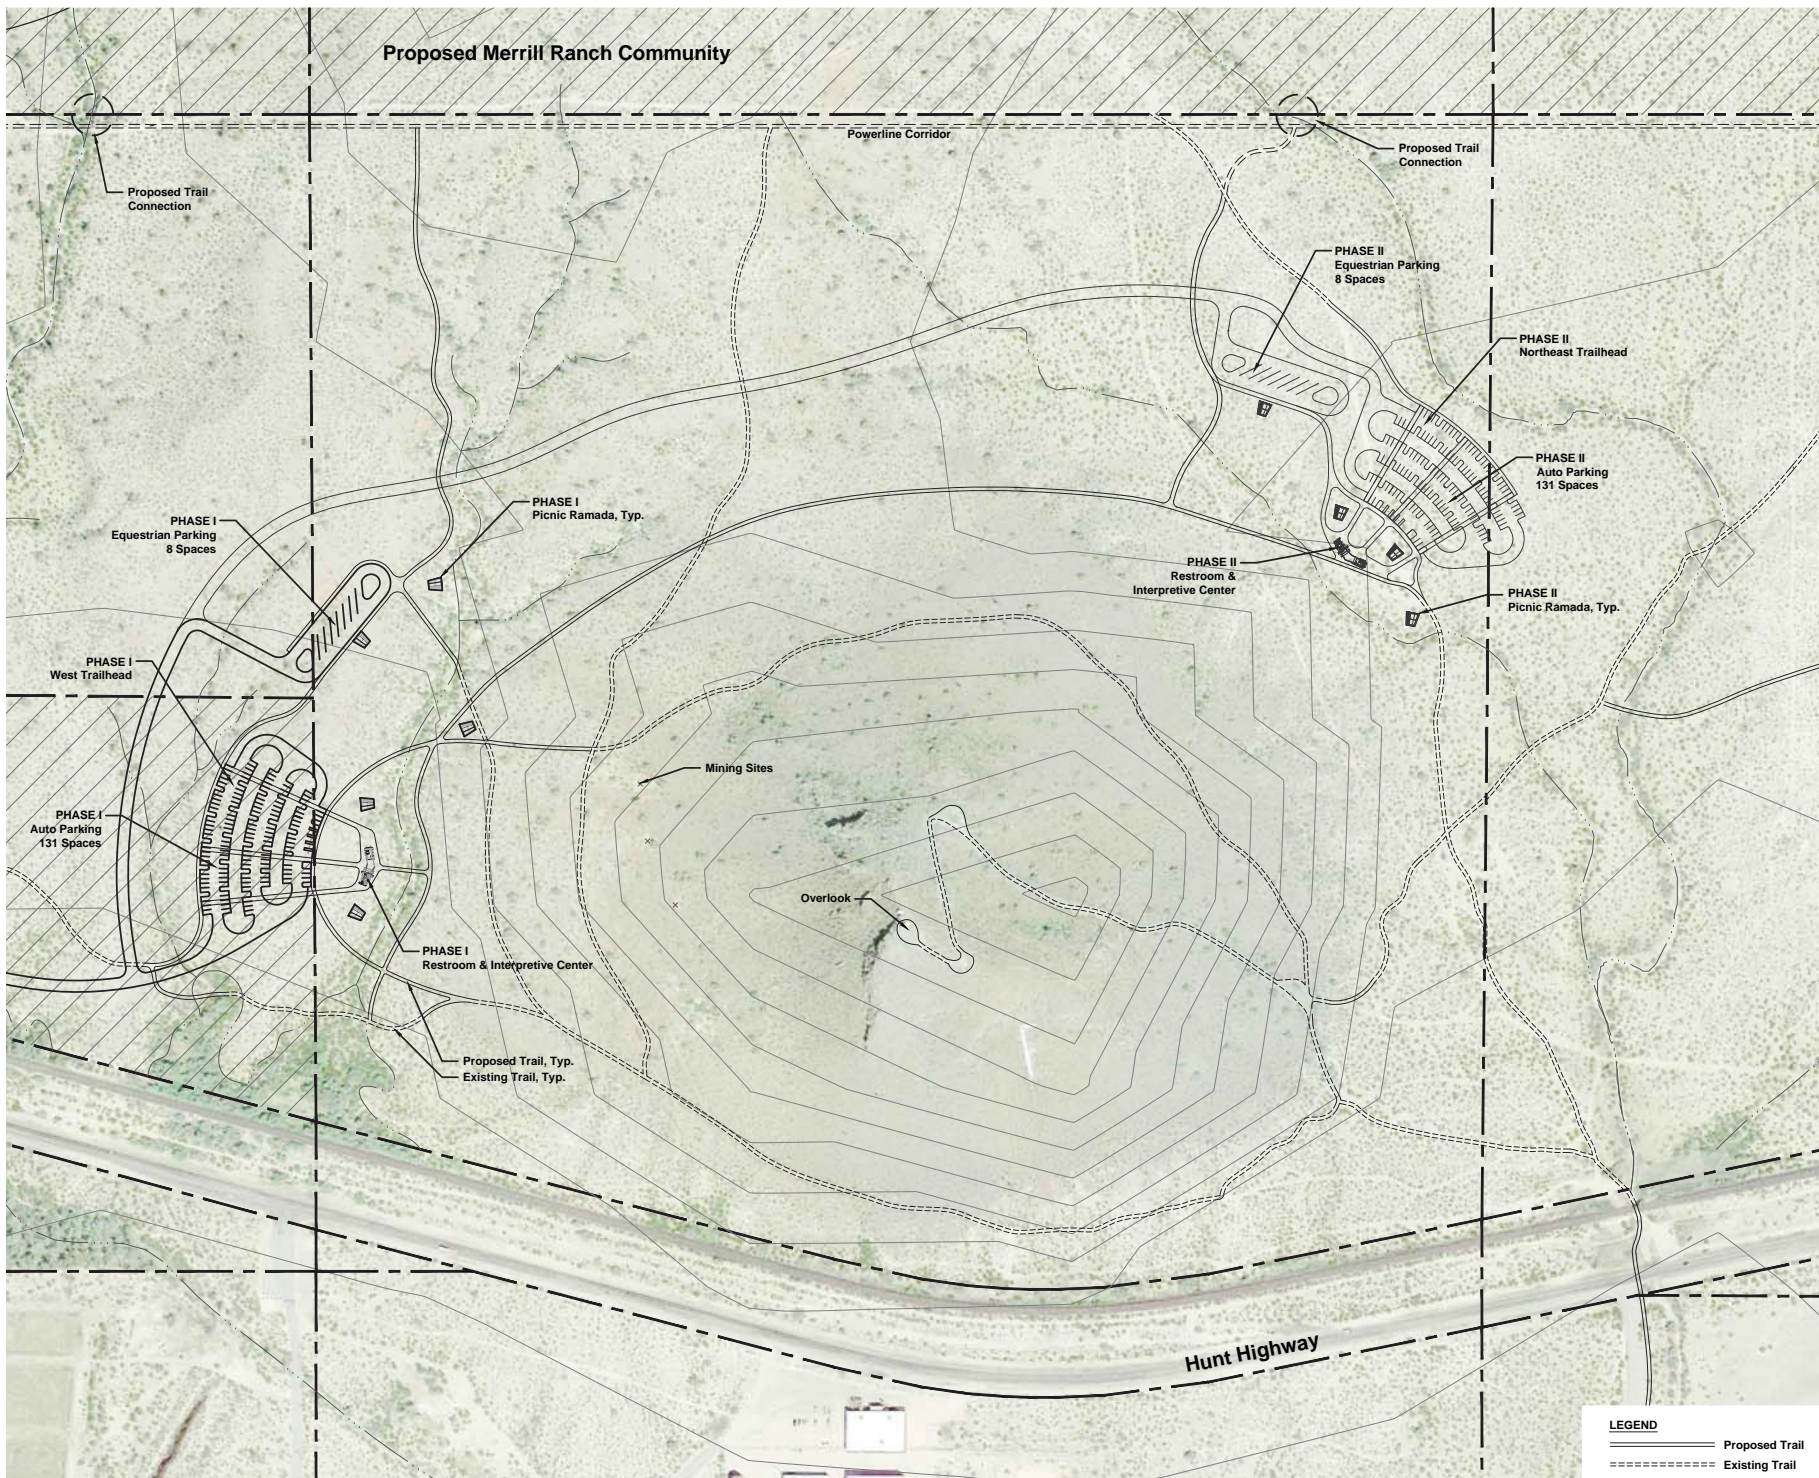 Proposed Merrill Ranch Community
Powerline Corridor
Proposed Trail
Connection
Proposed Trail
Connection
PHASE II
Equestrian Parking
8 Spaces
PHASE II
Northeast Trailhead
PHASE II
Auto Parking
131 Spaces
PHASE I
Picnic Ramada, Typ.
PHASE I
Equestrian Parking
8 Spaces
PHASE II
Restroom &
Interpretive Center
PHASE II
Picnic Ramada, Typ.
PHASE I
West Trailhead
Mining Sites
PHASE I
Auto Parking
131 Spaces
Overlook
PHASE I
Restroom & Interpretive Center
Proposed Trail, Typ.
Existing Trail, Typ.
Hunt Highway
LEGEND
Proposed Trail
Existing Trail